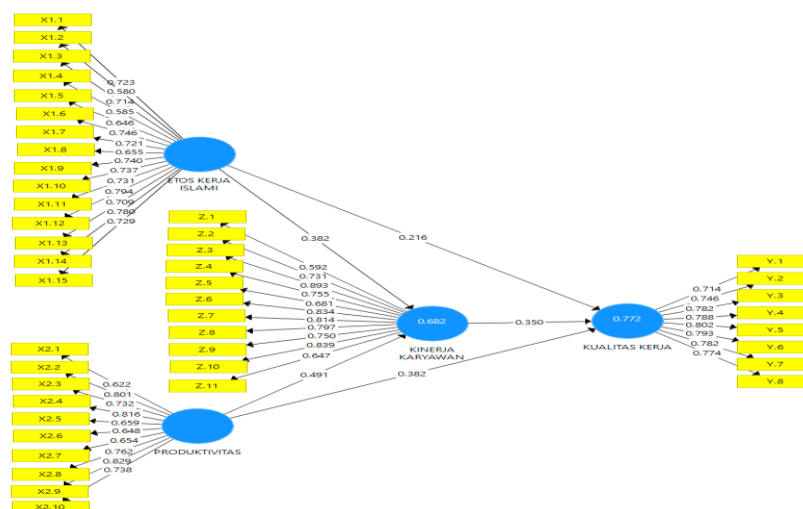 X1.1
X1.2
X1.3
X1.4
X1.5
X1.6
X1.7
X1.8
X1.9
X1.10
X1.11
X1.12
X1.13
X1.14
X1.15
0.723
0.580
0.714
0.585
0.646
0.746
0.721
0.655
0.740
0.737
0.731
0.794
0.709
0.780
0.729
ETOS KERJA
ISLAMI
0.382
0.216
Z.1
Z.2
Z.3
Z.4
Z.5
Z.6
Z.7
Z.8
Z.9
Z.10
Z.11
0.592
0.731
0.893
0.755
0.681
0.834
0.814
0.797
0.750
0.839
0.647
0.682
KINERJA
KARYAWAN
0.350
0.772
KUALITAS KERJA
0.714
0.746
0.782
0.788
0.802
0.793
0.782
0.774
Y.1
Y.2
Y.3
Y.4
Y.5
Y.6
Y.7
Y.8
X2.1
X2.2
X2.3
X2.4
X2.5
X2.6
X2.7
X2.8
X2.9
X2.10
0.622
0.801
0.732
0.816
0.659
0.648
0.654
0.762
0.829
0.738
PRODUKTIVITAS
0.491
0.382